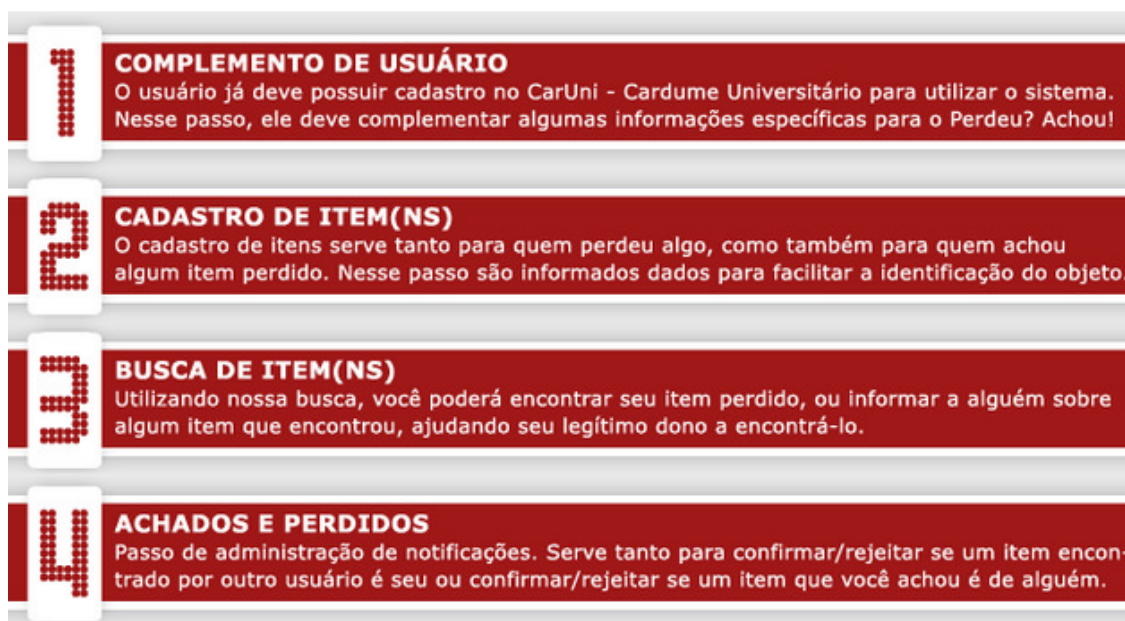 1
COMPLEMENTO DE USUÁRIO
O usuário já deve possuir cadastro no CarUni - Cardume Universitário para utilizar o sistema.
Nesse passo, ele deve complementar algumas informações específicas para o Perdeu? Achou!
2
CADASTRO DE ITEM(NS)
O cadastro de itens serve tanto para quem perdeu algo, como também para quem achou
algum item perdido. Nesse passo são informados dados para facilitar a identificação do objeto.
3
BUSCA DE ITEM(NS)
Utilizando nossa busca, você poderá encontrar seu item perdido, ou informar a alguém sobre
algum item que encontrou, ajudando seu legítimo dono a encontrá-lo.
4
ACHADOS E PERDIDOS
Passo de administração de notificações. Serve tanto para confirmar/rejeitar se um item encon-
trado por outro usuário é seu ou confirmar/rejeitar se um item que você achou é de alguém.